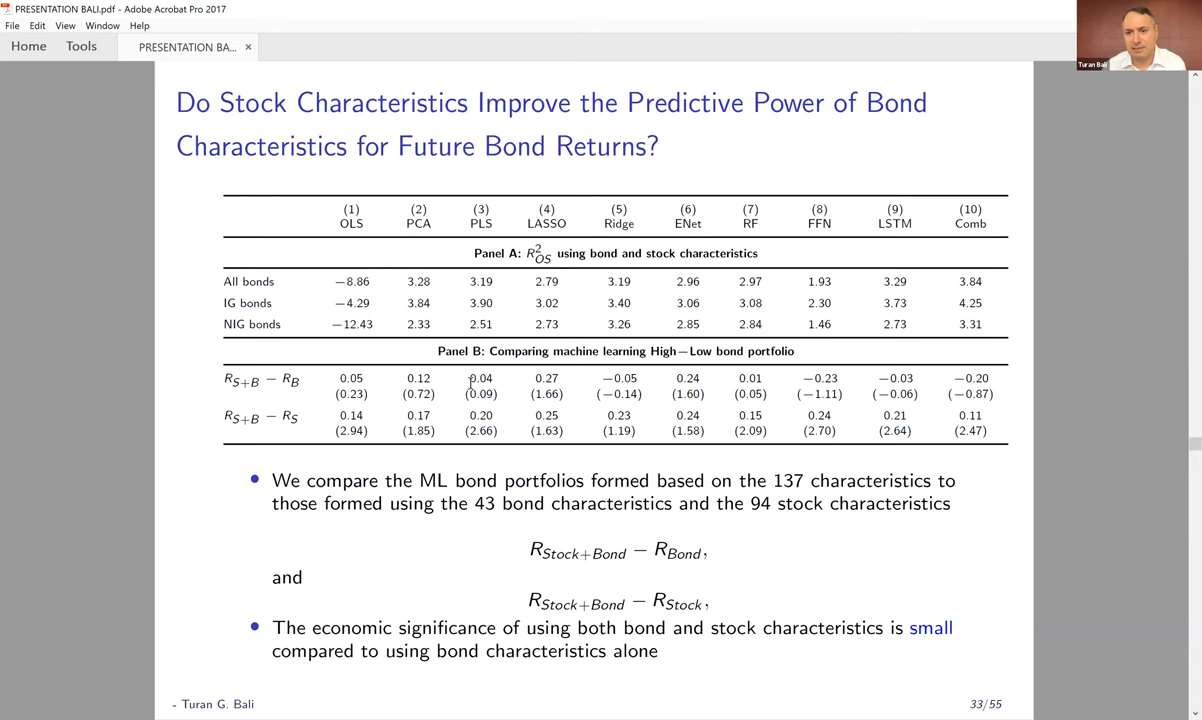 PRESENTATION BALI.pdf - Adobe Acrobat Pro 2017
File Edit View Window Help
Home Tools PRESENTATION BA... ×
Turan Bali
Do Stock Characteristics Improve the Predictive Power of Bond
Characteristics for Future Bond Returns?
(1) (2) (3) (4) (5) (6) (7) (8) (9) (10)
OLS PCA PLS LASSO Ridge ENet RF FFN LSTM Comb
Panel A: R²OS using bond and stock characteristics
All bonds −8.86 3.28 3.19 2.79 3.19 2.96 2.97 1.93 3.29 3.84
IG bonds −4.29 3.84 3.90 3.02 3.40 3.06 3.08 2.30 3.73 4.25
NIG bonds −12.43 2.33 2.51 2.73 3.26 2.85 2.84 1.46 2.73 3.31
Panel B: Comparing machine learning High−Low bond portfolio
RS+B − RB 0.05 0.12 0.04 0.27 −0.05 0.24 0.01 −0.23 −0.03 −0.20
(0.23) (0.72) (0.09) (1.66) (−0.14) (1.60) (0.05) (−1.11) (−0.06) (−0.87)
RS+B − RS 0.14 0.17 0.20 0.25 0.23 0.24 0.15 0.24 0.21 0.11
(2.94) (1.85) (2.66) (1.63) (1.19) (1.58) (2.09) (2.70) (2.64) (2.47)
• We compare the ML bond portfolios formed based on the 137 characteristics to
those formed using the 43 bond characteristics and the 94 stock characteristics
RStock+Bond − RBond,
and
RStock+Bond − RStock,
• The economic significance of using both bond and stock characteristics is small
compared to using bond characteristics alone
- Turan G. Bali 33/55